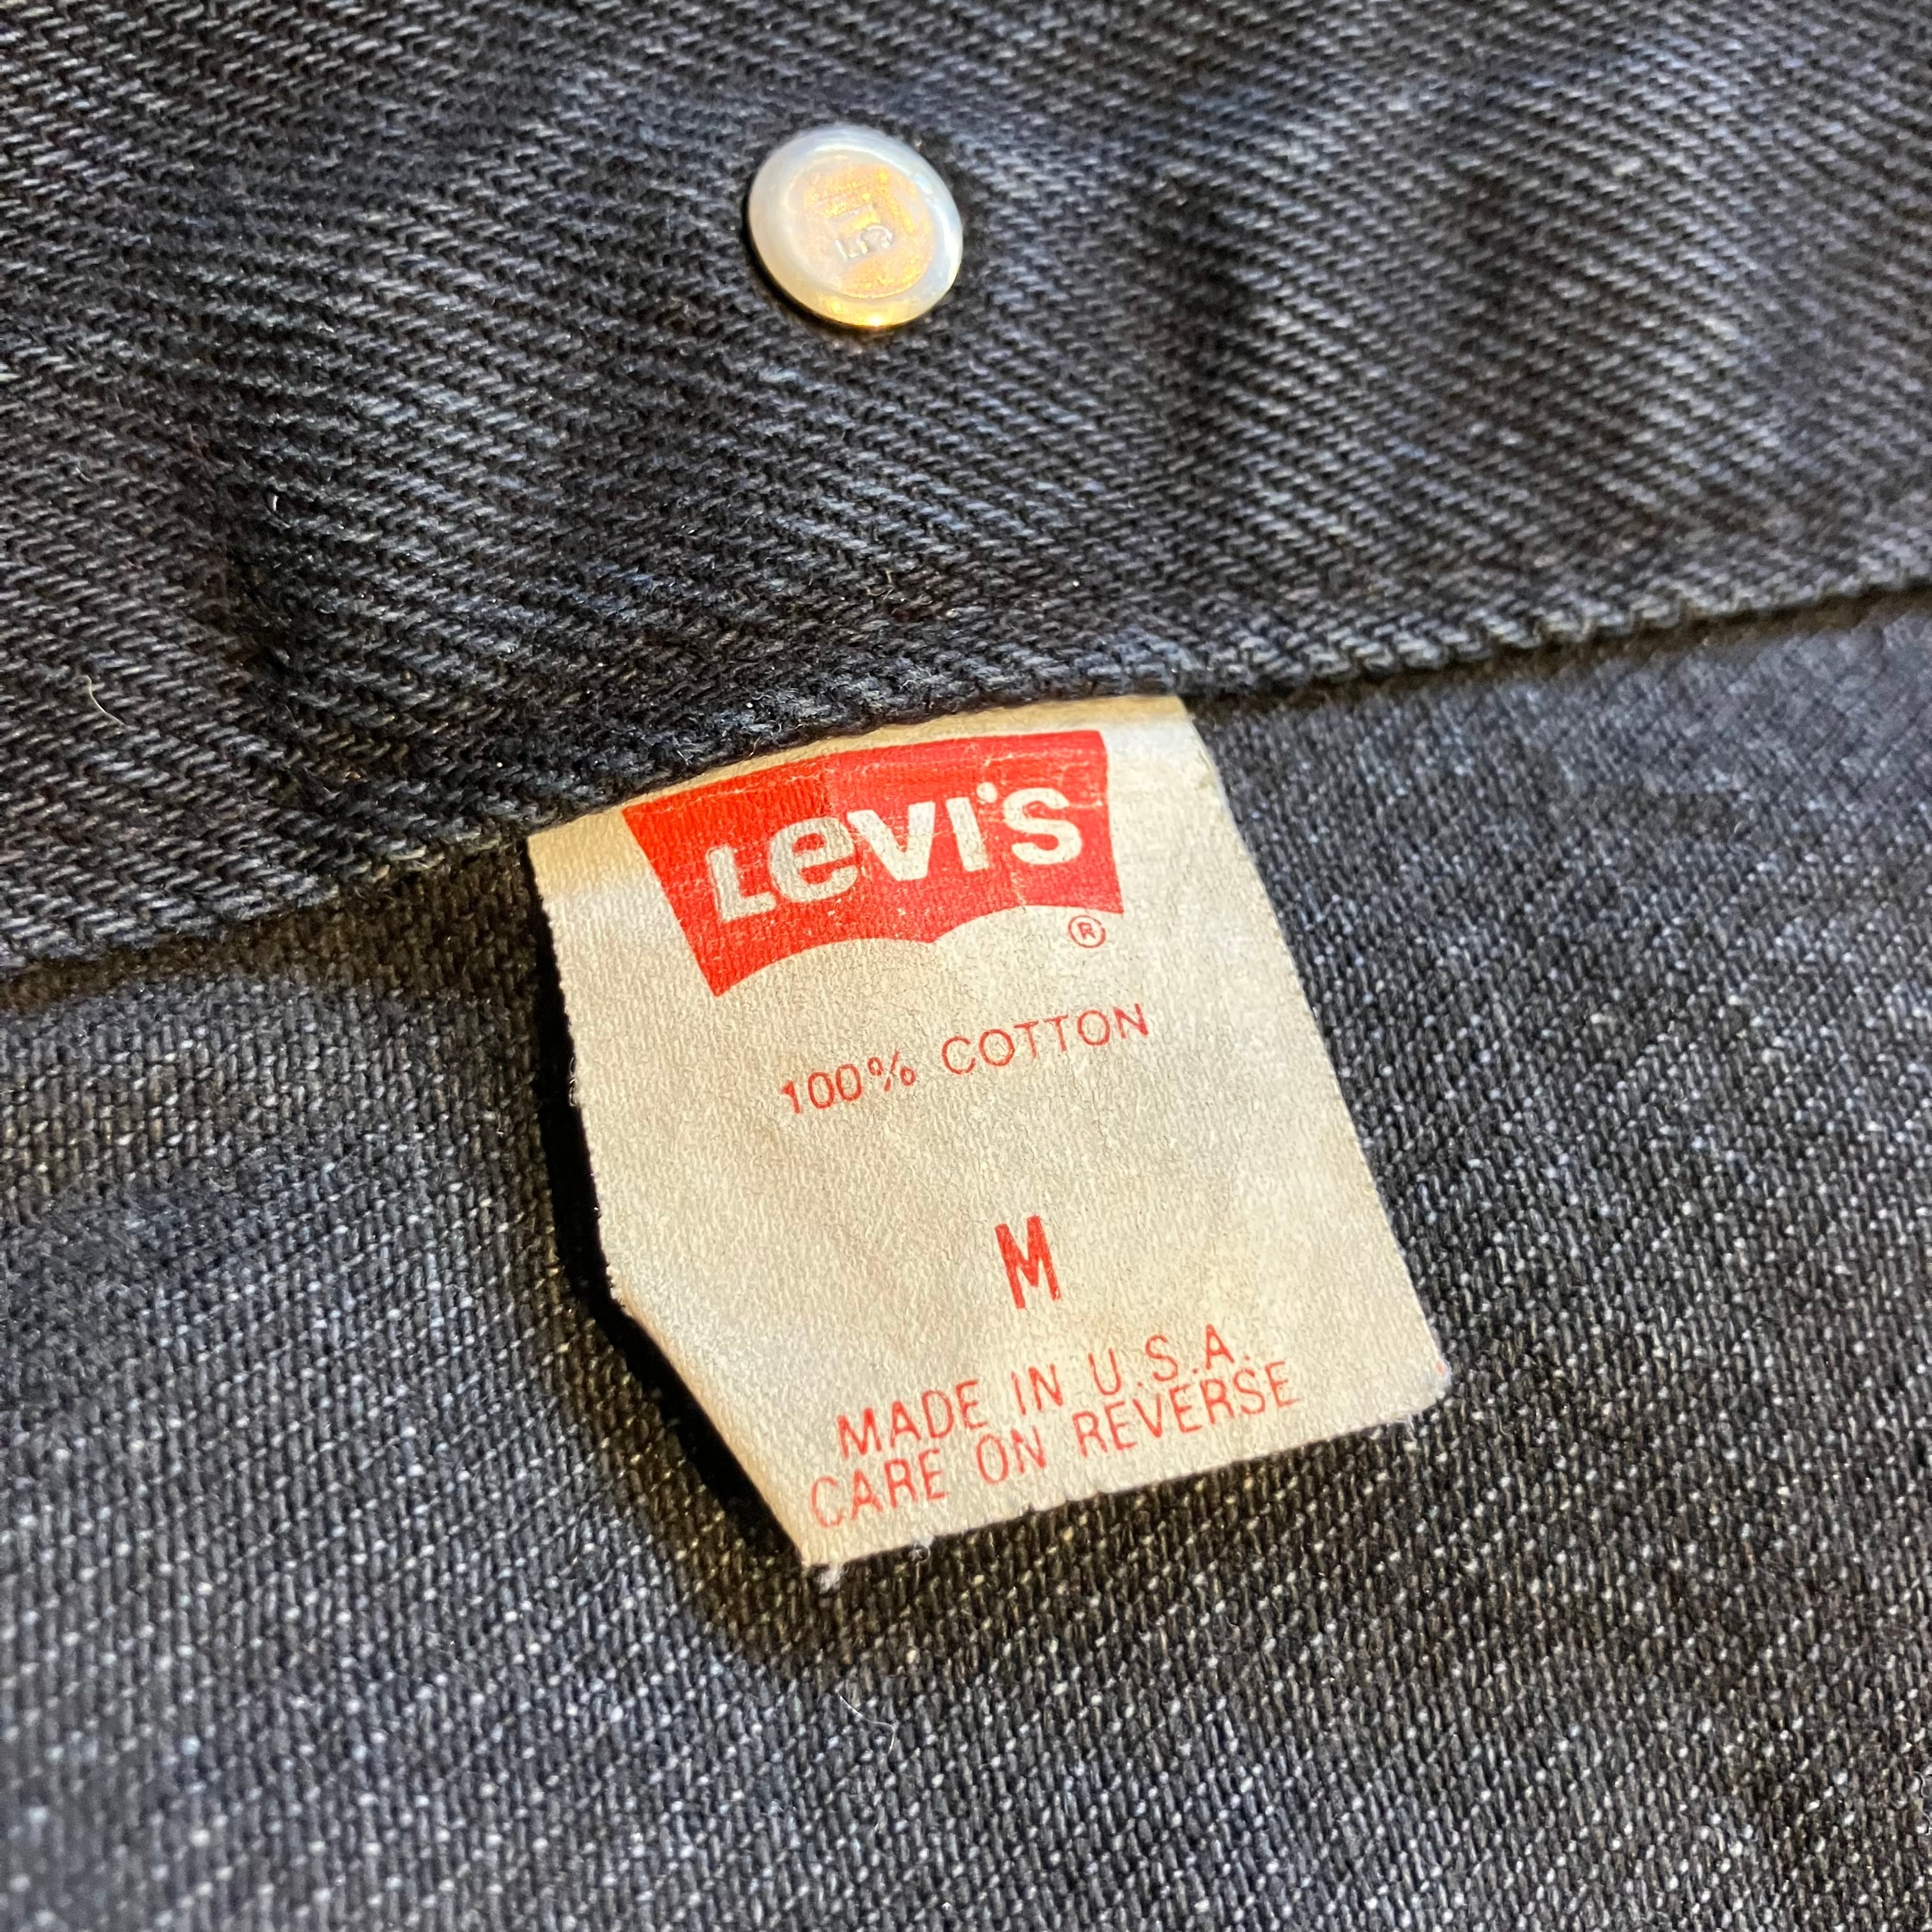 Levi's
®
100% COTTON
M
MADE IN U.S.A.
CARE ON REVERSE